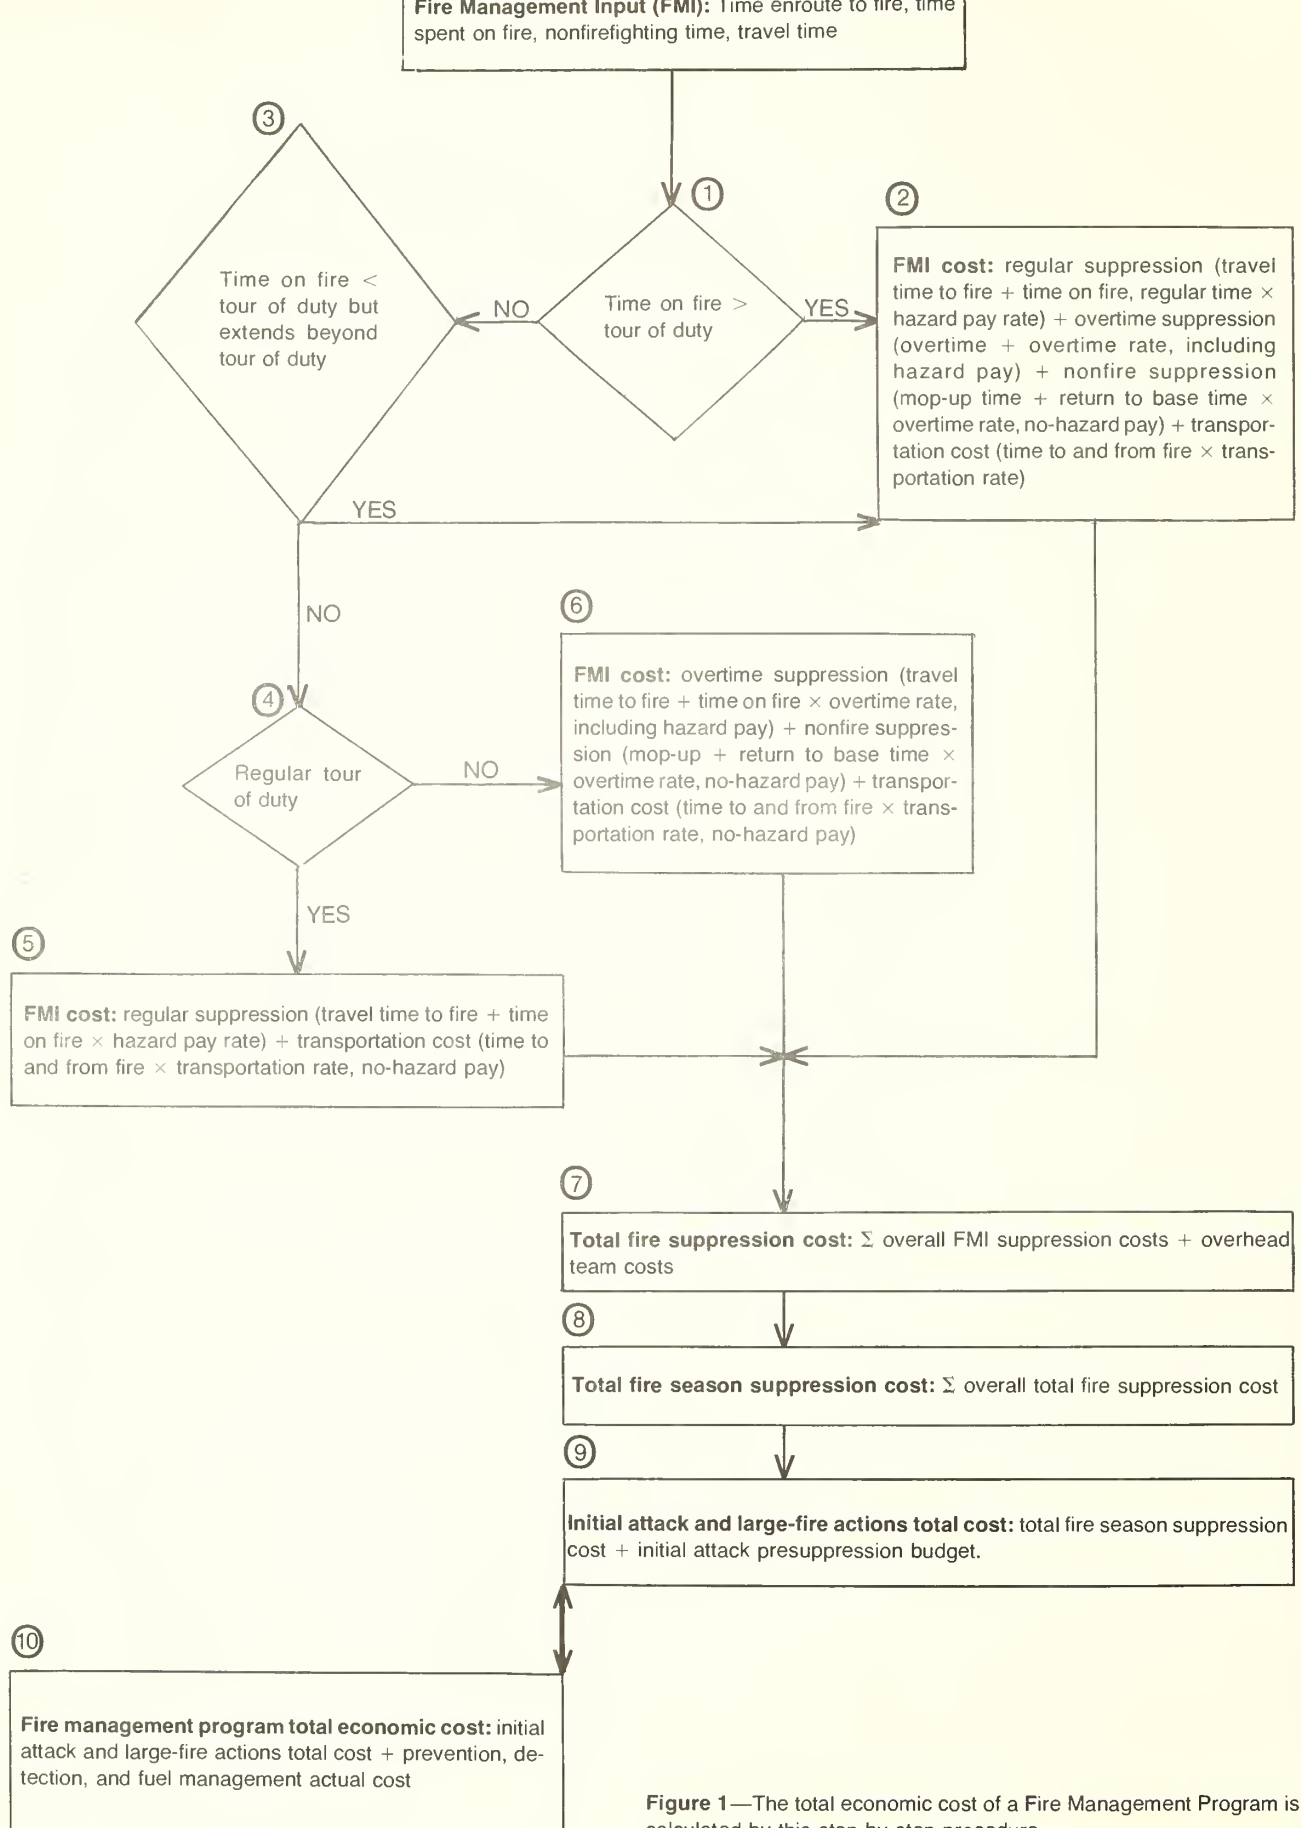 Fire Management Input (FMI): Time enroute to fire, time
spent on fire, nonfirefighting time, travel time
3
1
2
Time on fire <
tour of duty but
extends beyond
tour of duty
NO
Time on fire >
tour of duty
YES
FMI cost: regular suppression (travel
time to fire + time on fire, regular time ×
hazard pay rate) + overtime suppression
(overtime + overtime rate, including
hazard pay) + nonfire suppression
(mop-up time + return to base time ×
overtime rate, no-hazard pay) + transpor-
tation cost (time to and from fire × trans-
portation rate)
YES
NO
6
FMI cost: overtime suppression (travel
time to fire + time on fire × overtime rate,
including hazard pay) + nonfire suppres-
sion (mop-up + return to base time ×
overtime rate, no-hazard pay) + transpor-
tation cost (time to and from fire × trans-
portation rate, no-hazard pay)
4
Regular tour
of duty
NO
YES
5
FMI cost: regular suppression (travel time to fire + time
on fire × hazard pay rate) + transportation cost (time to
and from fire × transportation rate, no-hazard pay)
7
Total fire suppression cost: Σ overall FMI suppression costs + overhead
team costs
8
Total fire season suppression cost: Σ overall total fire suppression cost
9
Initial attack and large-fire actions total cost: total fire season suppression
cost + initial attack presuppression budget.
10
Fire management program total economic cost: initial
attack and large-fire actions total cost + prevention, de-
tection, and fuel management actual cost
Figure 1—The total economic cost of a Fire Management Program is
calculated by this step-by-step procedure